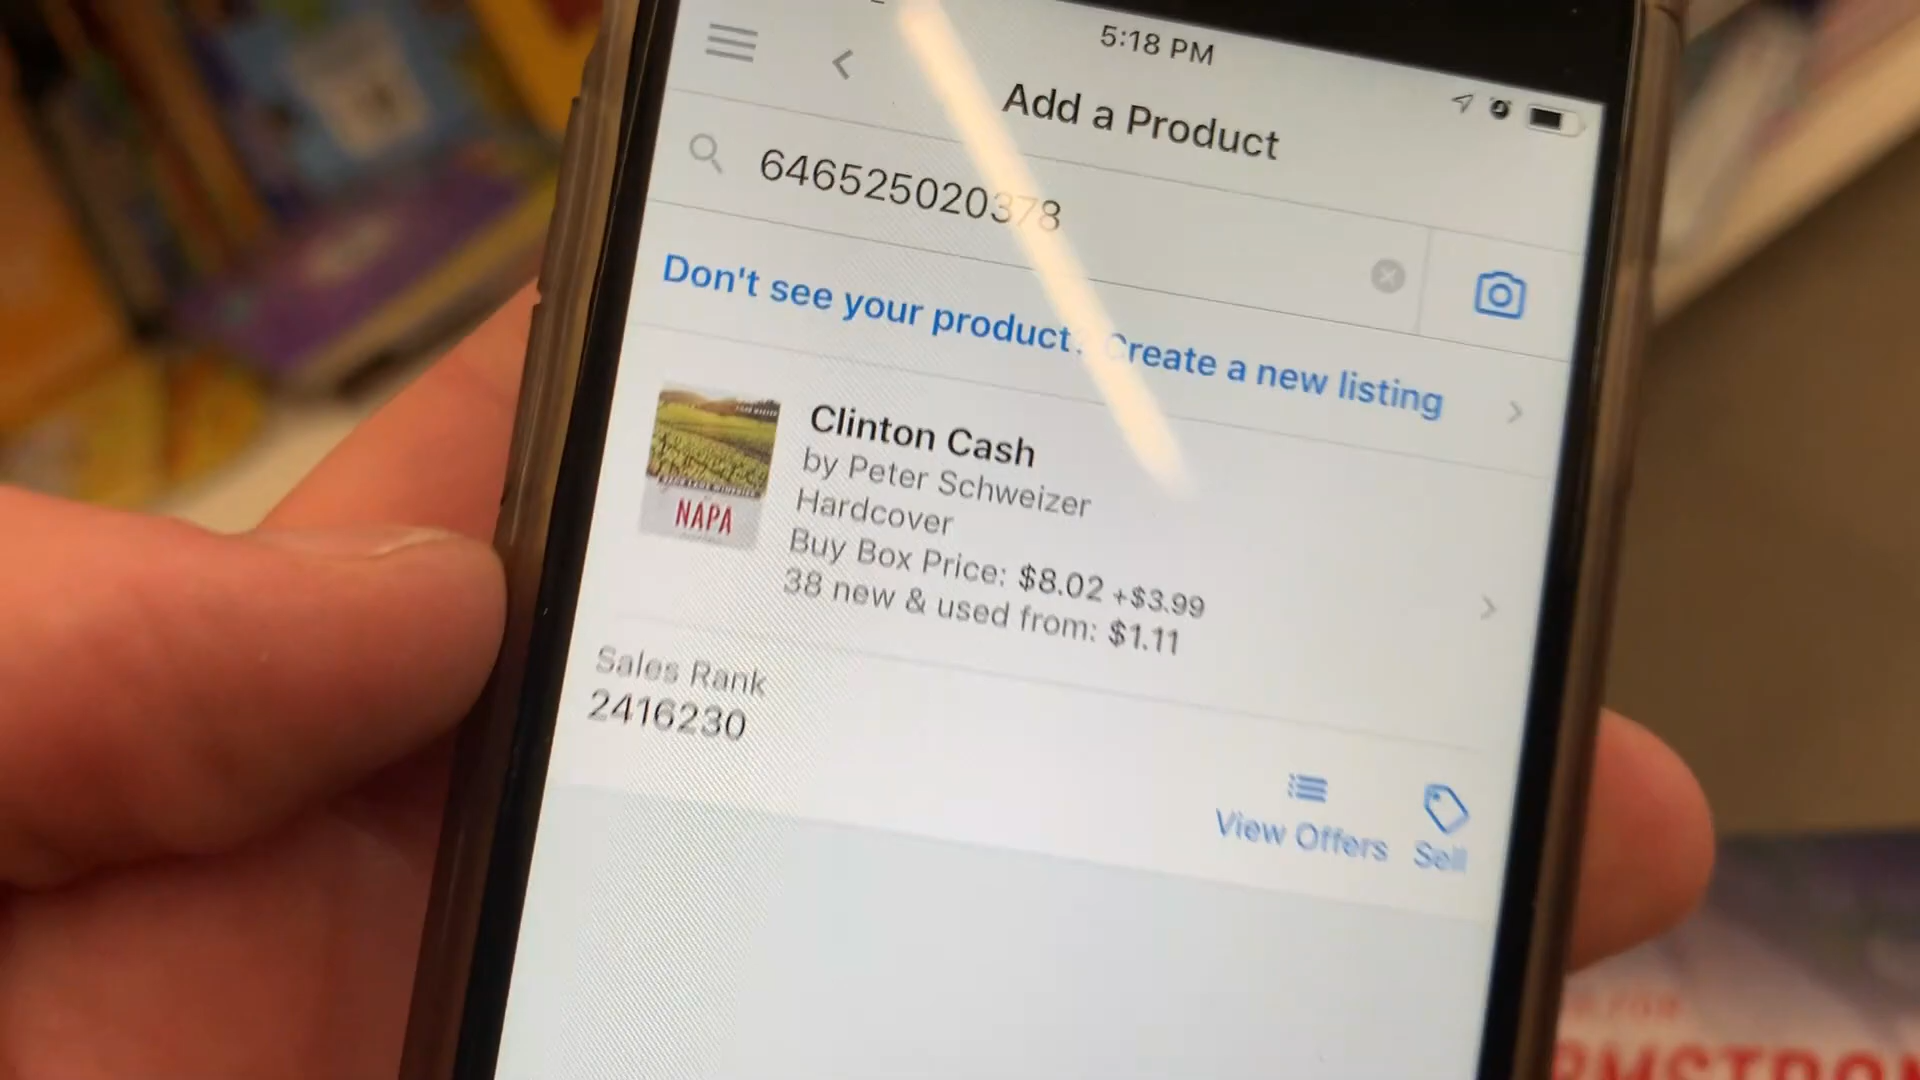 5:18 PM
Add a Product
646525020378
Don't see your product? Create a new listing
Clinton Cash
by Peter Schweizer
Hardcover
Buy Box Price: $8.02 +$3.99
38 new & used from: $1.11
NAPA
Sales Rank
2416230
View Offers
Sell